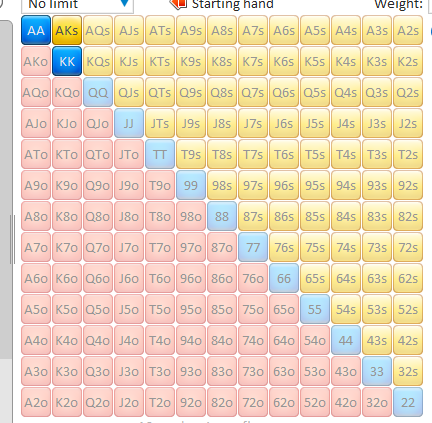 No limit Starting hand Weight:
AA AKs AQs AJs ATs A9s A8s A7s A6s A5s A4s A3s A2s
AKo KK KQs KJs KTs K9s K8s K7s K6s K5s K4s K3s K2s
AQo KQo QQ QJs QTs Q9s Q8s Q7s Q6s Q5s Q4s Q3s Q2s
AJo KJo QJo JJ JTs J9s J8s J7s J6s J5s J4s J3s J2s
ATo KTo QTo JTo TT T9s T8s T7s T6s T5s T4s T3s T2s
A9o K9o Q9o J9o T9o 99 98s 97s 96s 95s 94s 93s 92s
A8o K8o Q8o J8o T8o 98o 88 87s 86s 85s 84s 83s 82s
A7o K7o Q7o J7o T7o 97o 87o 77 76s 75s 74s 73s 72s
A6o K6o Q6o J6o T6o 96o 86o 76o 66 65s 64s 63s 62s
A5o K5o Q5o J5o T5o 95o 85o 75o 65o 55 54s 53s 52s
A4o K4o Q4o J4o T4o 94o 84o 74o 64o 54o 44 43s 42s
A3o K3o Q3o J3o T3o 93o 83o 73o 63o 53o 43o 33 32s
A2o K2o Q2o J2o T2o 92o 82o 72o 62o 52o 42o 32o 22